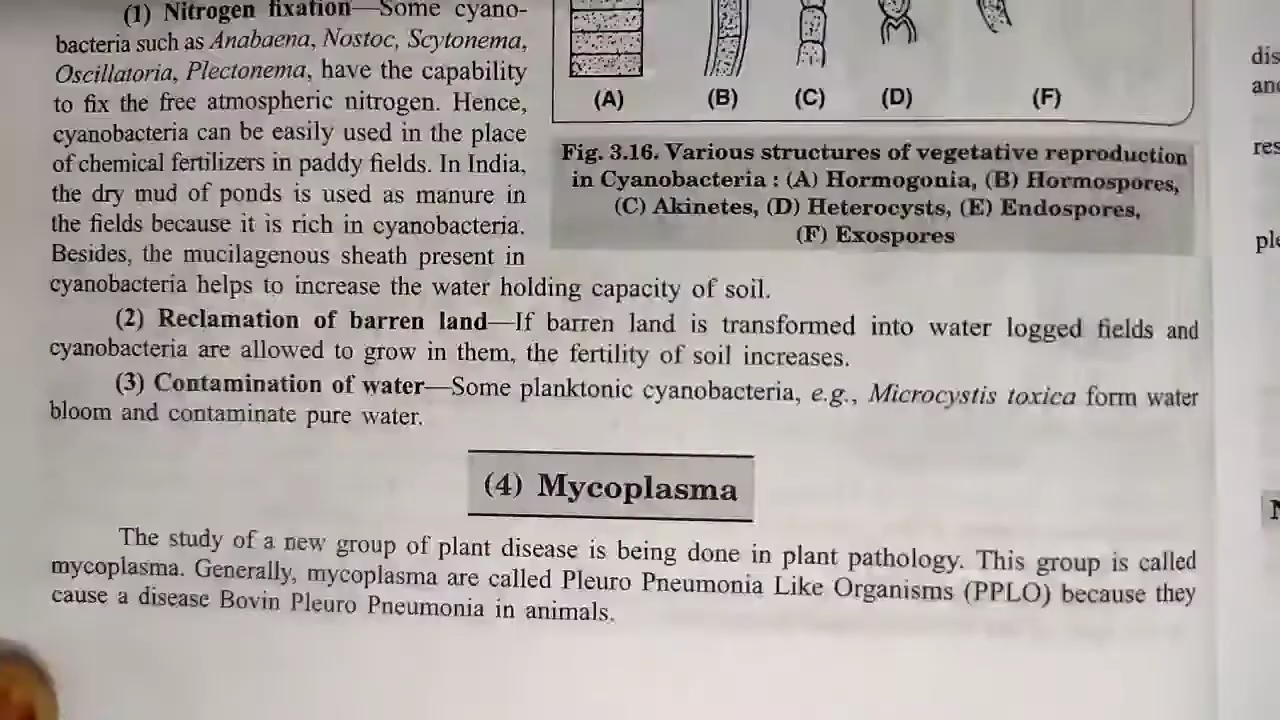 (1) Nitrogen fixation—Some cyano-
bacteria such as Anabaena, Nostoc, Scytonema,
Oscillatoria, Plectonema, have the capability
to fix the free atmospheric nitrogen. Hence,
cyanobacteria can be easily used in the place
of chemical fertilizers in paddy fields. In India,
the dry mud of ponds is used as manure in
the fields because it is rich in cyanobacteria.
Besides, the mucilagenous sheath present in
(A) (B) (C) (D) (F)
Fig. 3.16. Various structures of vegetative reproduction
in Cyanobacteria : (A) Hormogonia, (B) Hormospores,
(C) Akinetes, (D) Heterocysts, (E) Endospores,
(F) Exospores
cyanobacteria helps to increase the water holding capacity of soil.
(2) Reclamation of barren land—If barren land is transformed into water logged fields and
cyanobacteria are allowed to grow in them, the fertility of soil increases.
(3) Contamination of water—Some planktonic cyanobacteria, e.g., Microcystis toxica form water
bloom and contaminate pure water.
(4) Mycoplasma
The study of a new group of plant disease is being done in plant pathology. This group is called
mycoplasma. Generally, mycoplasma are called Pleuro Pneumonia Like Organisms (PPLO) because they
cause a disease Bovin Pleuro Pneumonia in animals.
dis
res